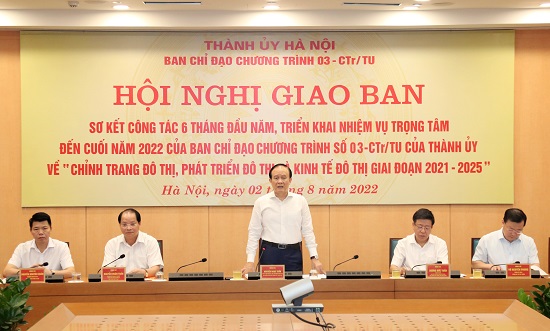 THÀNH ỦY HÀ NỘI
BAN CHỈ ĐẠO CHƯƠNG TRÌNH 03 - CTr/TU
HỘI NGHỊ GIAO BAN
SƠ KẾT CÔNG TÁC 6 THÁNG ĐẦU NĂM, TRIỂN KHAI NHIỆM VỤ TRỌNG TÂM
ĐẾN CUỐI NĂM 2022 CỦA BAN CHỈ ĐẠO CHƯƠNG TRÌNH SỐ 03-CTr/TU CỦA THÀNH ỦY
VỀ "CHỈNH TRANG ĐÔ THỊ, PHÁT TRIỂN ĐÔ THỊ KINH TẾ ĐÔ THỊ GIAI ĐOẠN 2021 - 2025"
Hà Nội, ngày 02 tháng 8 năm 2022